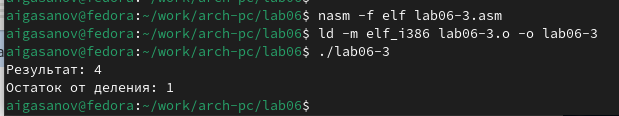 aigasanov@fedora:~/work/arch-pc/lab06$ nasm -f elf lab06-3.asm
aigasanov@fedora:~/work/arch-pc/lab06$ ld -m elf_i386 lab06-3.o -o lab06-3
aigasanov@fedora:~/work/arch-pc/lab06$ ./lab06-3
Результат: 4
Остаток от деления: 1
aigasanov@fedora:~/work/arch-pc/lab06$